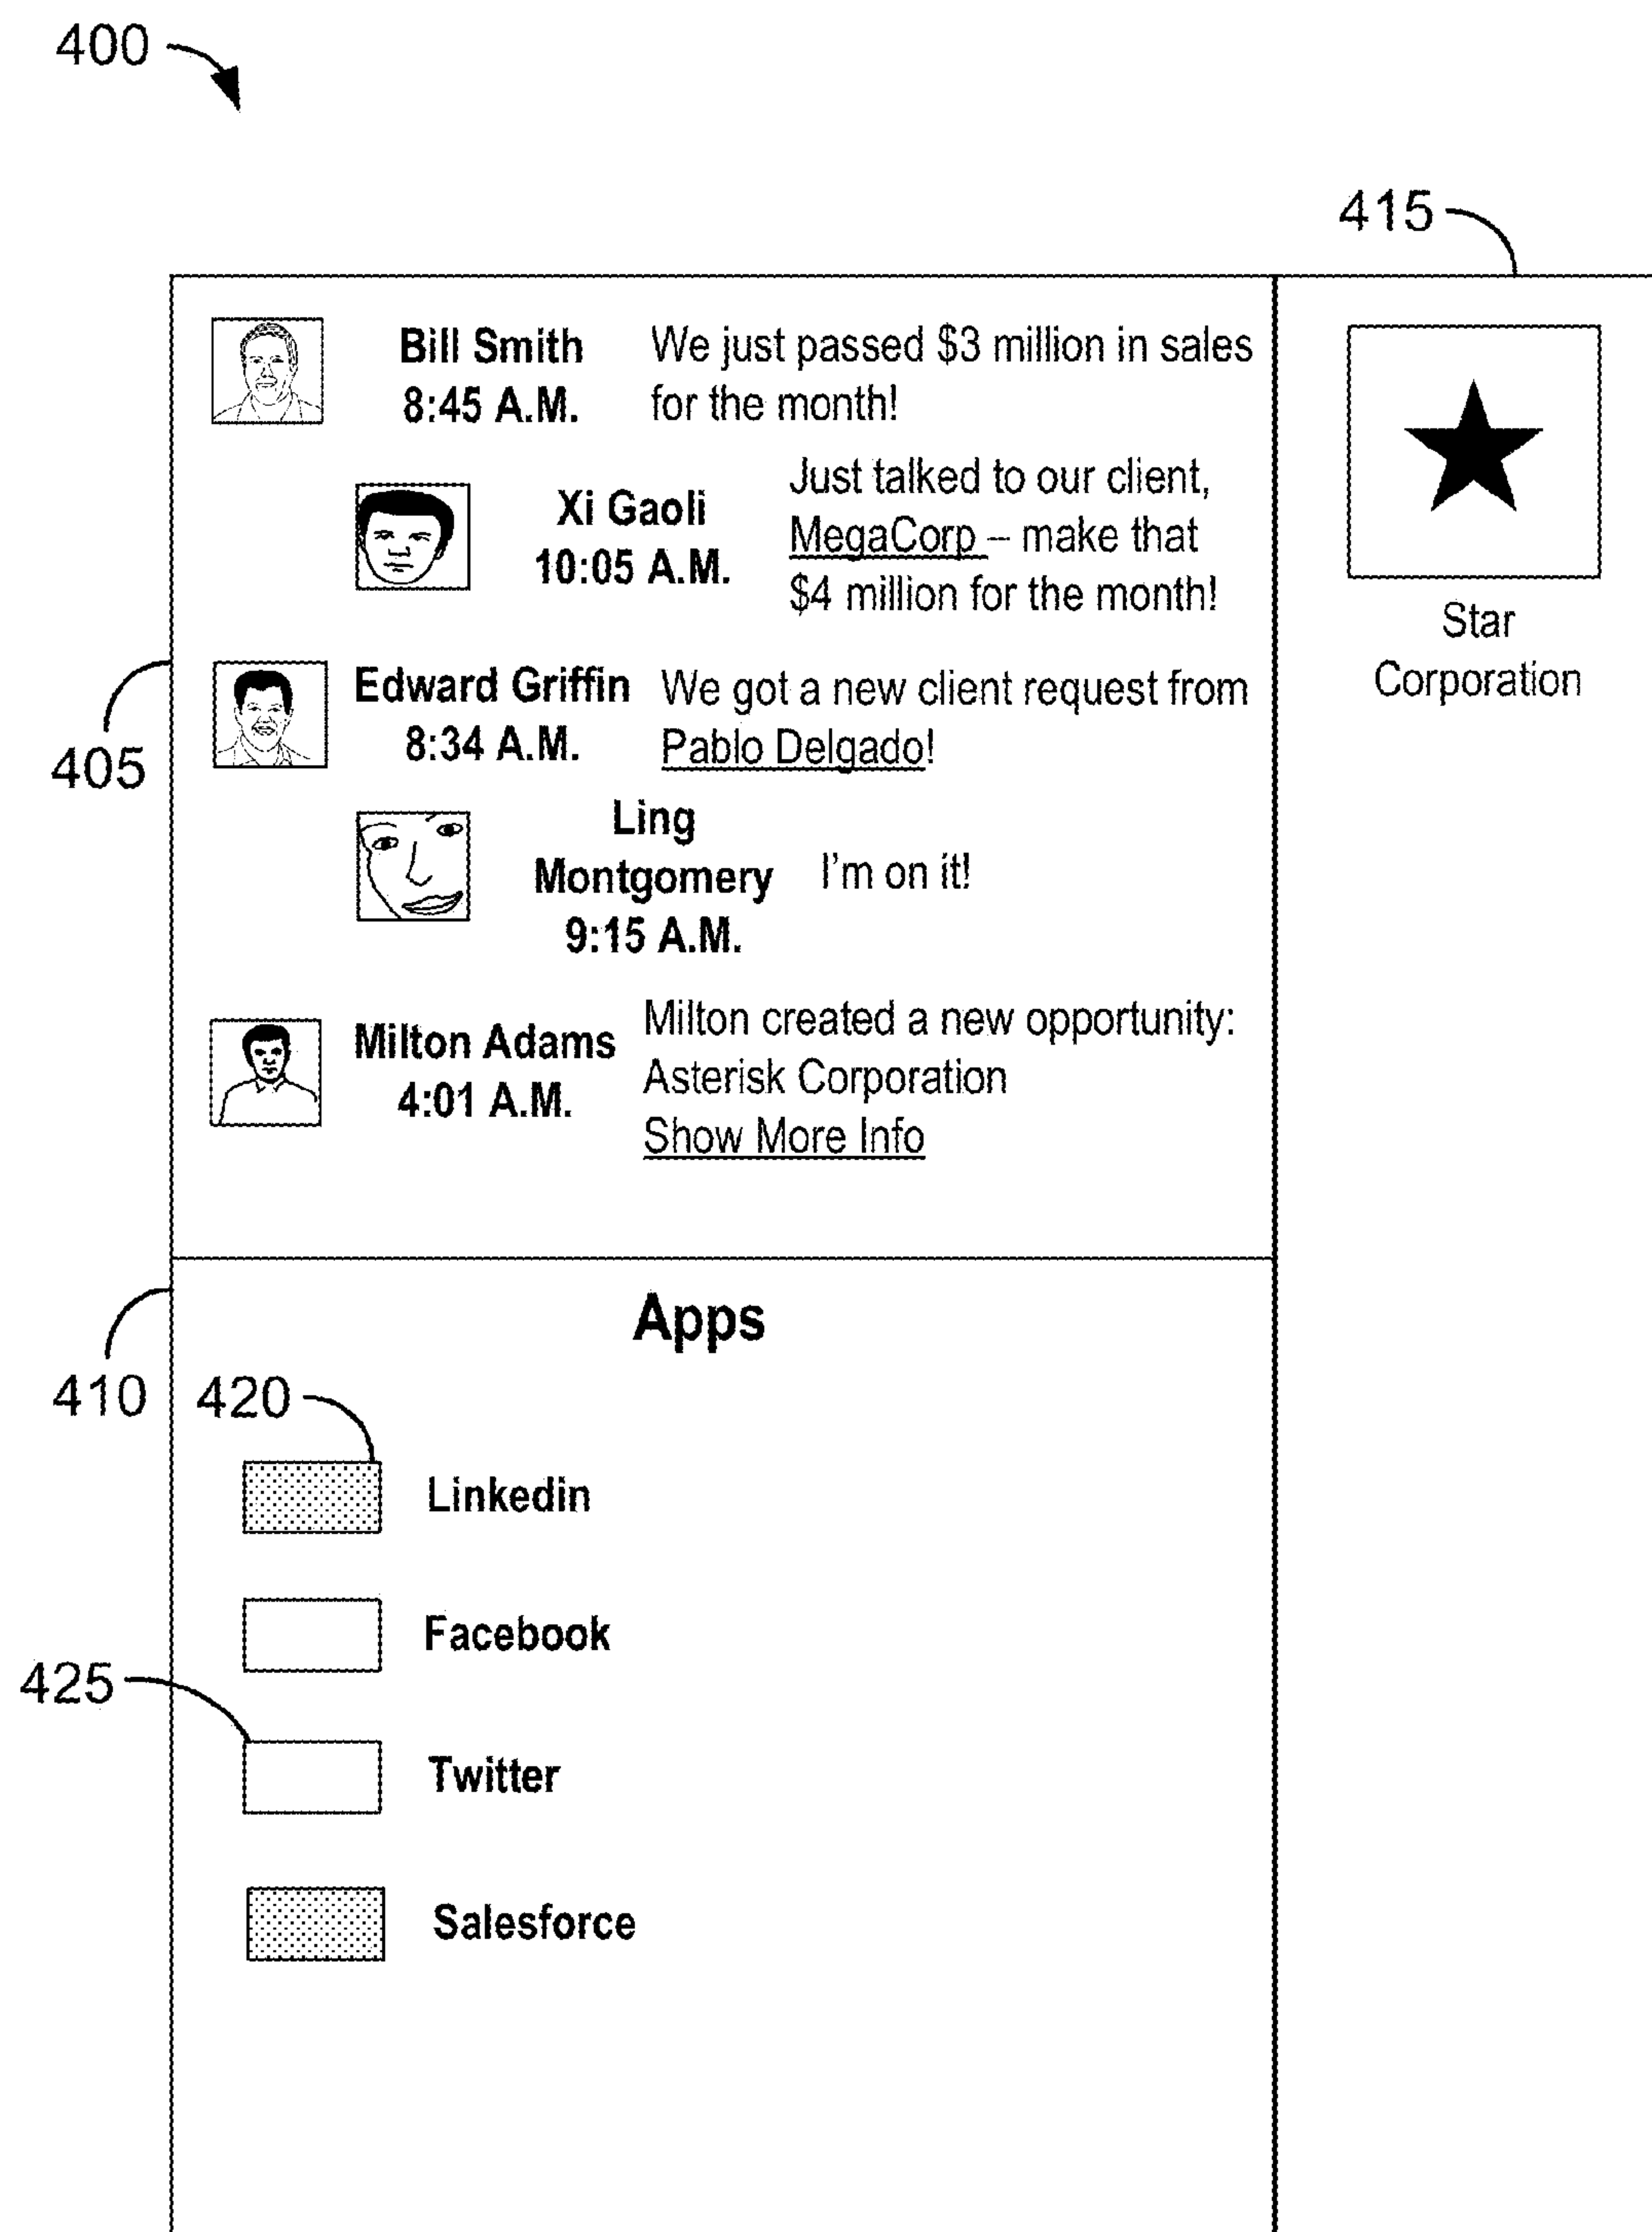 400
415
Bill Smith
8:45 A.M.
We just passed $3 million in sales
for the month!
Xi Gaoli
10:05 A.M.
Just talked to our client,
MegaCorp – make that
$4 million for the month!
Star
Corporation
405
Edward Griffin
8:34 A.M.
We got a new client request from
Pablo Delgado!
Ling
Montgomery
9:15 A.M.
I'm on it!
Milton Adams
4:01 A.M.
Milton created a new opportunity:
Asterisk Corporation
Show More Info
410
Apps
420
Linkedin
Facebook
425
Twitter
Salesforce